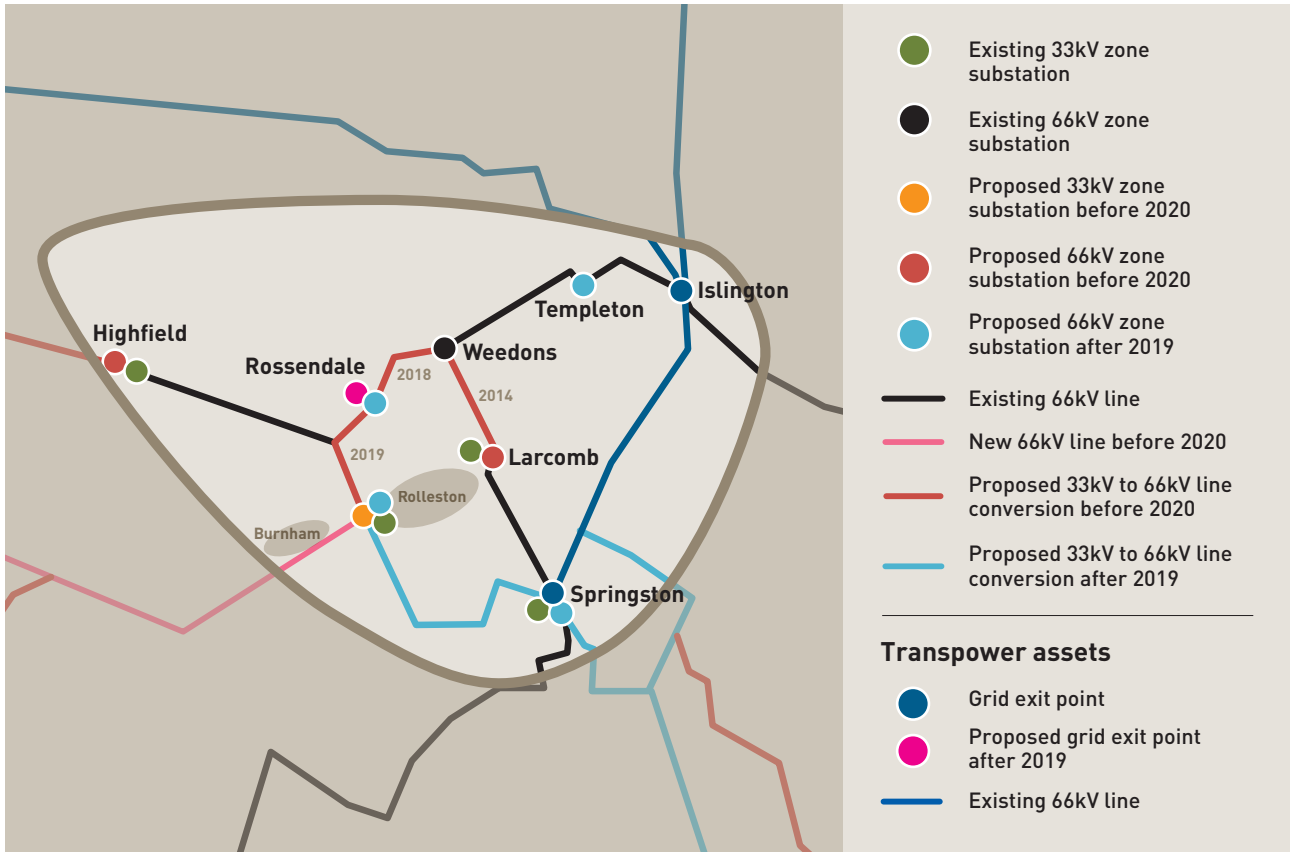 Highfield
Rossendale
2018
Weedons
Templeton
Islington
2014
2019
Larcomb
Rolleston
Burnham
Springston
Existing 33kV zone
substation
Existing 66kV zone
substation
Proposed 33kV zone
substation before 2020
Proposed 66kV zone
substation before 2020
Proposed 66kV zone
substation after 2019
Existing 66kV line
New 66kV line before 2020
Proposed 33kV to 66kV line
conversion before 2020
Proposed 33kV to 66kV line
conversion after 2019
Transpower assets
Grid exit point
Proposed grid exit point
after 2019
Existing 66kV line